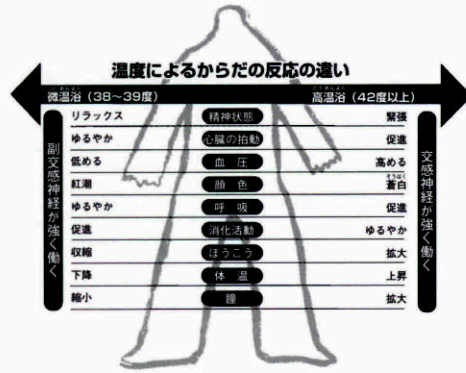 温度によるからだの反応の違い
微温浴(38〜39度) 高温浴(42度以上)
副交感神経が強く働く
交感神経が強く働く
リラックス 精神状態 緊張
ゆるやか 心臓の拍動 促進
低める 血圧 高める
紅潮 顔色 蒼白
ゆるやか 呼吸 促進
促進 消化活動 ゆるやか
収縮 ぼうこう 拡大
下降 体温 上昇
縮小 瞳 拡大